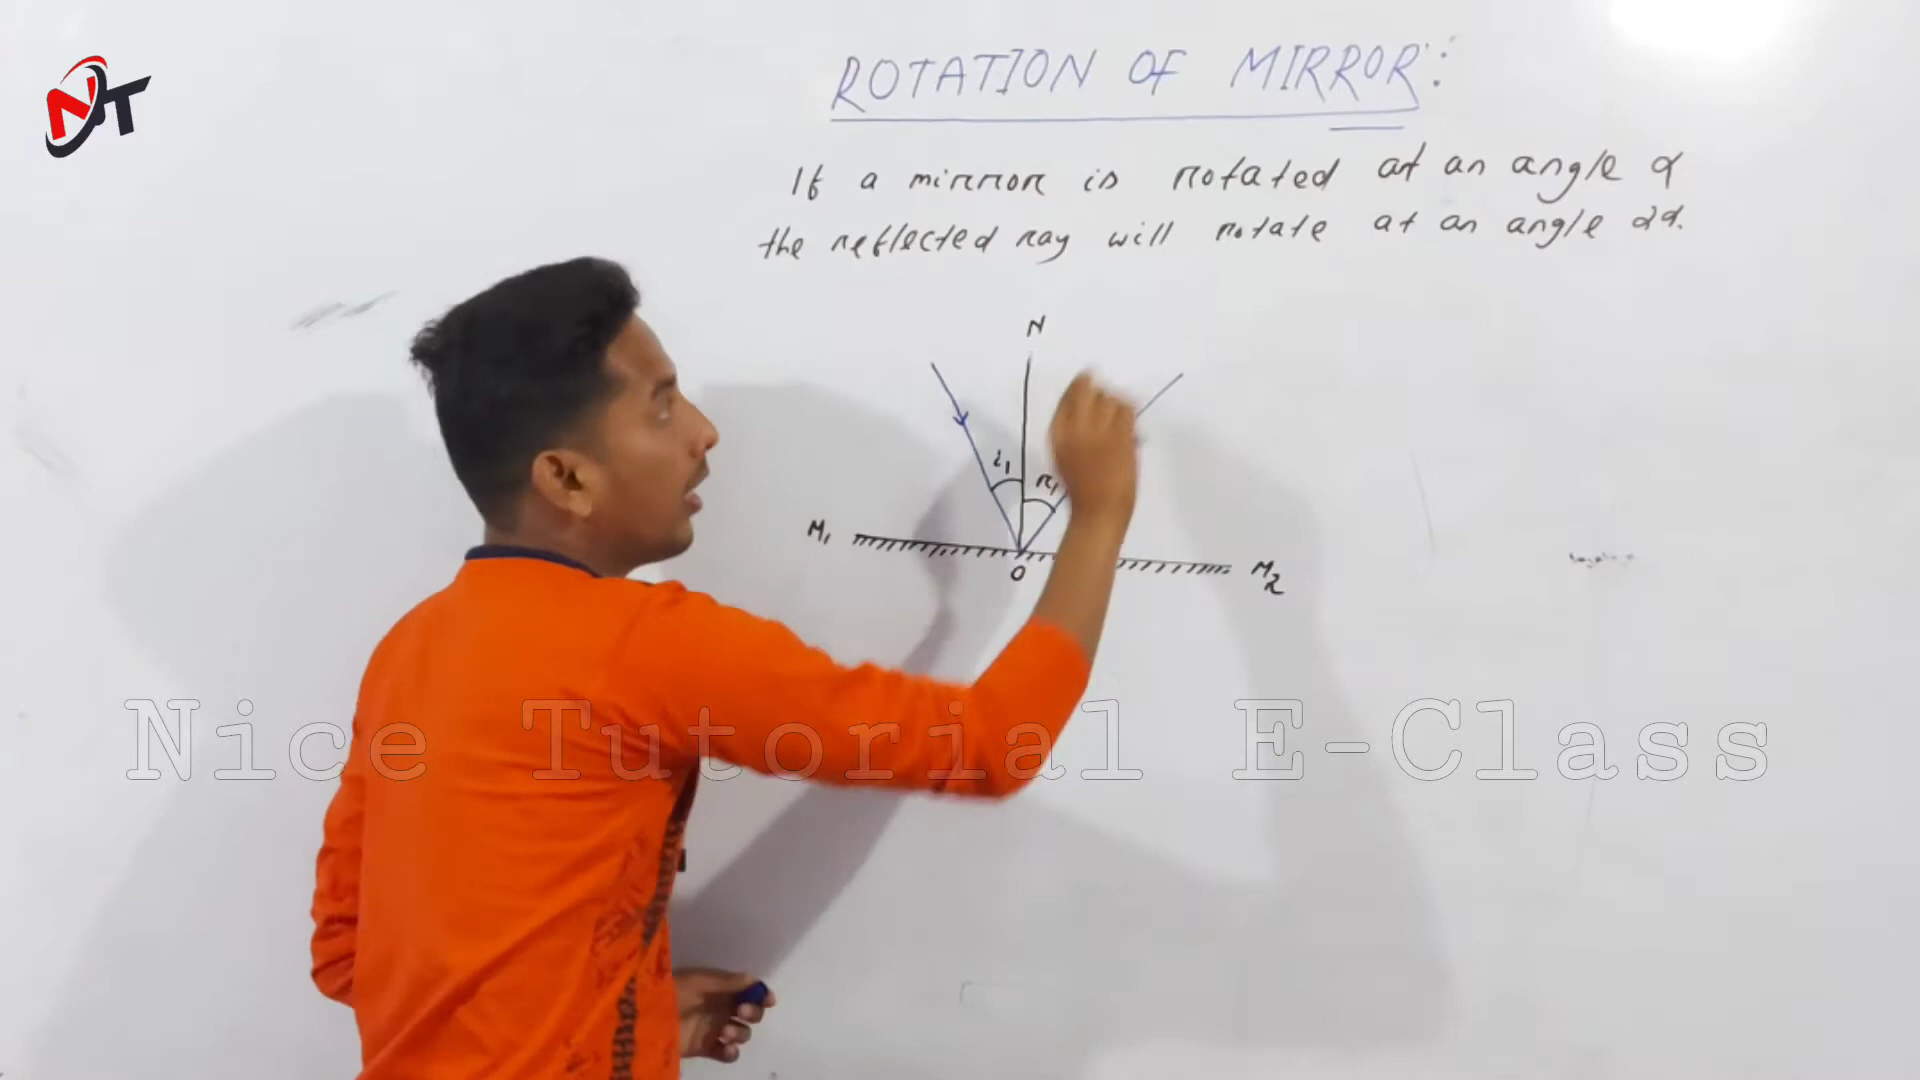 NT
ROTATION OF MIRROR:
If a mirror is rotated at an angle α
the reflected ray will rotate at an angle 2α.
N
i₁
r₁
M₁
O
M₂
Nice Tutorial E-Class